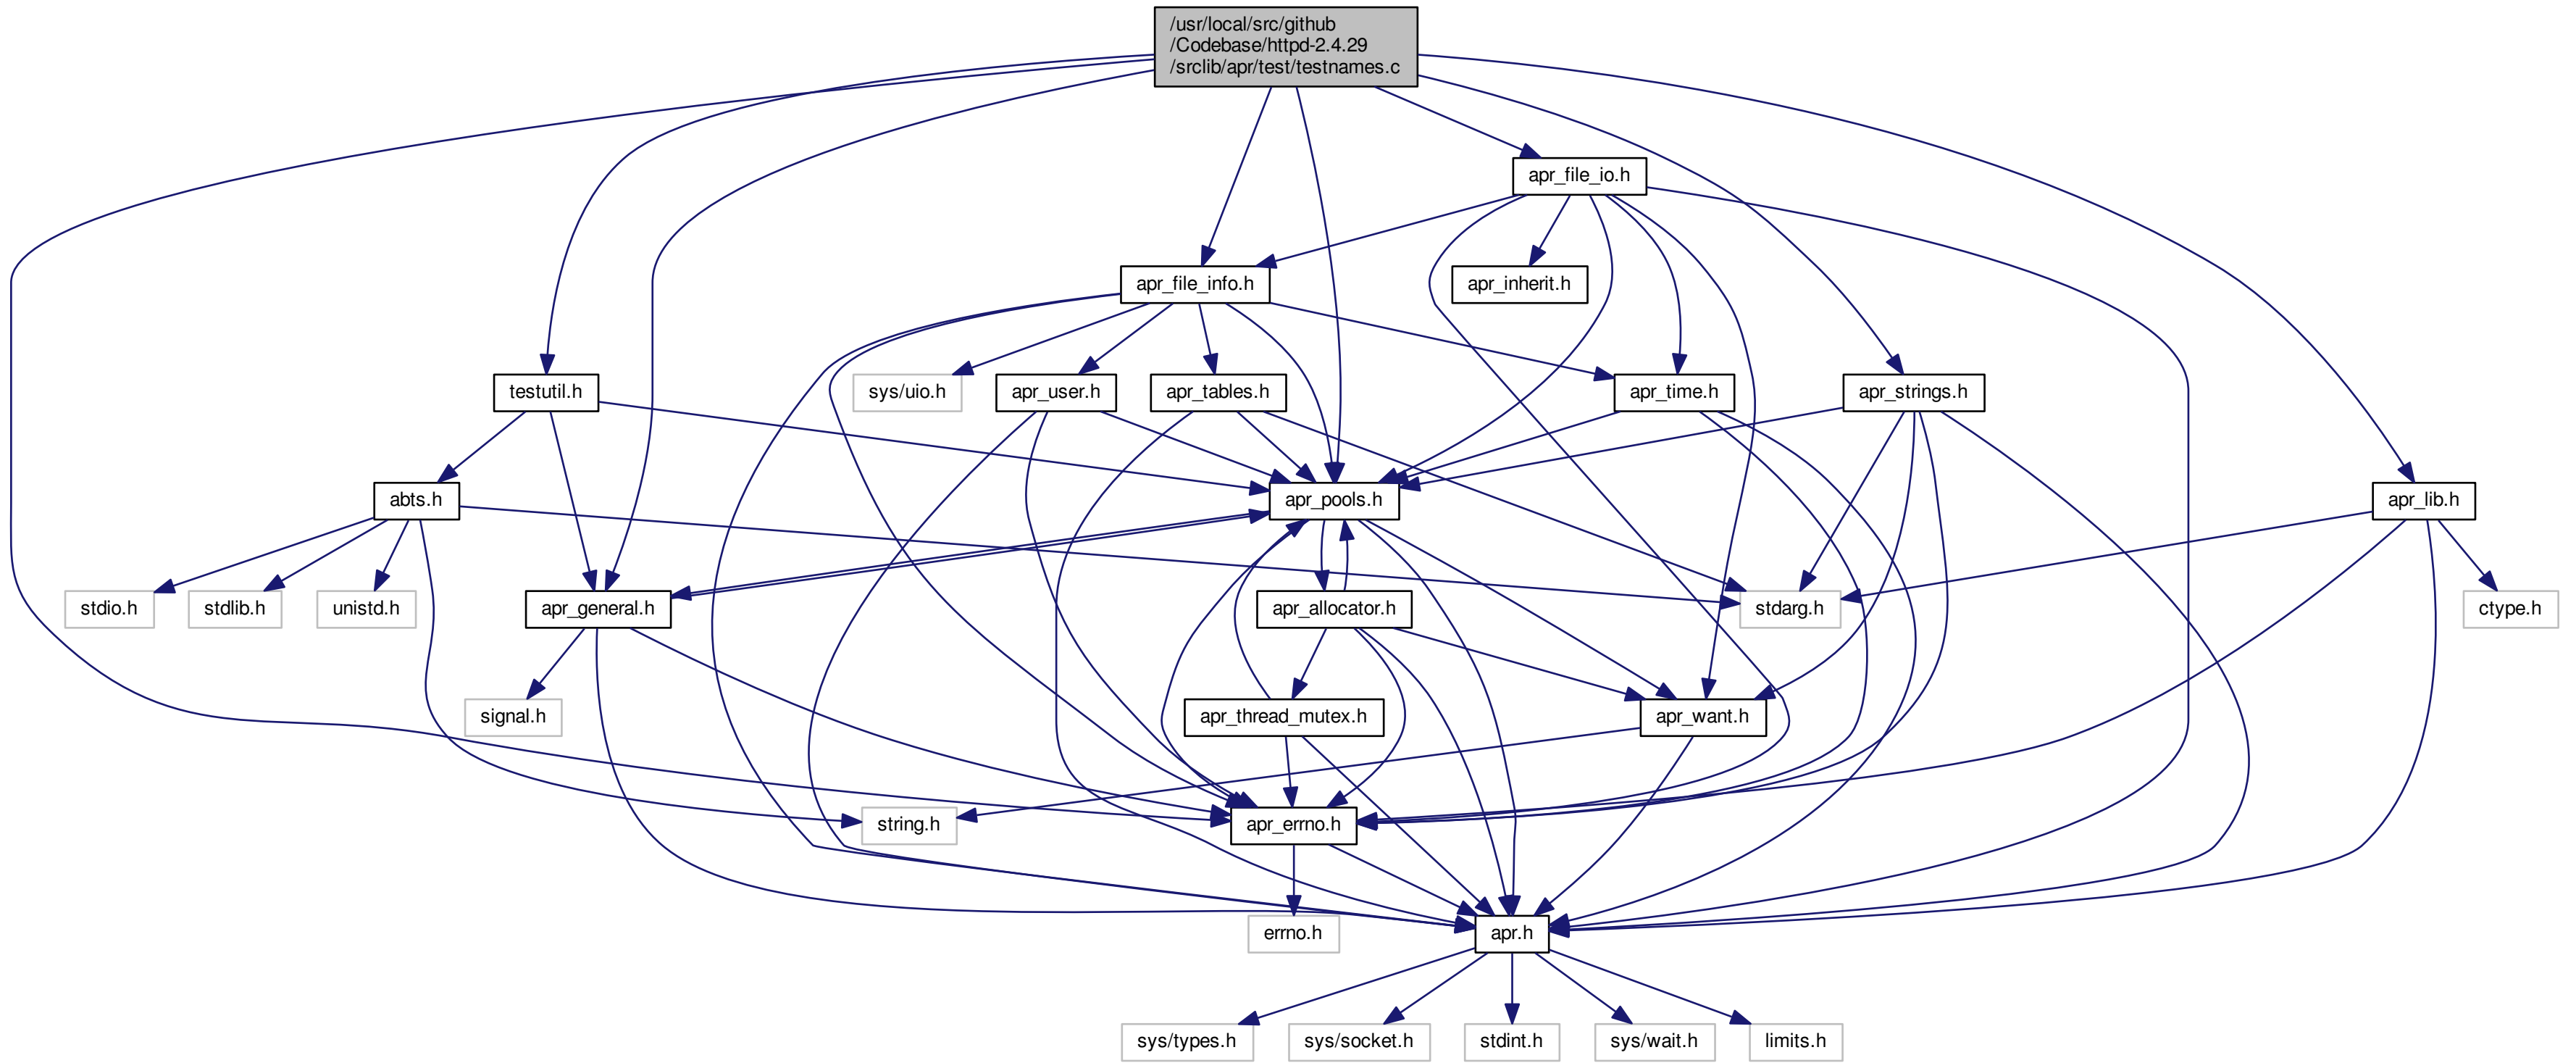 /usr/local/src/github
/Codebase/httpd-2.4.29
/srclib/apr/test/testnames.c
apr_file_io.h
apr_file_info.h
apr_inherit.h
testutil.h
sys/uio.h
apr_user.h
apr_tables.h
apr_time.h
apr_strings.h
abts.h
apr_pools.h
apr_lib.h
stdio.h
stdlib.h
unistd.h
apr_general.h
apr_allocator.h
stdarg.h
ctype.h
signal.h
apr_thread_mutex.h
apr_want.h
string.h
apr_errno.h
errno.h
apr.h
sys/types.h
sys/socket.h
stdint.h
sys/wait.h
limits.h